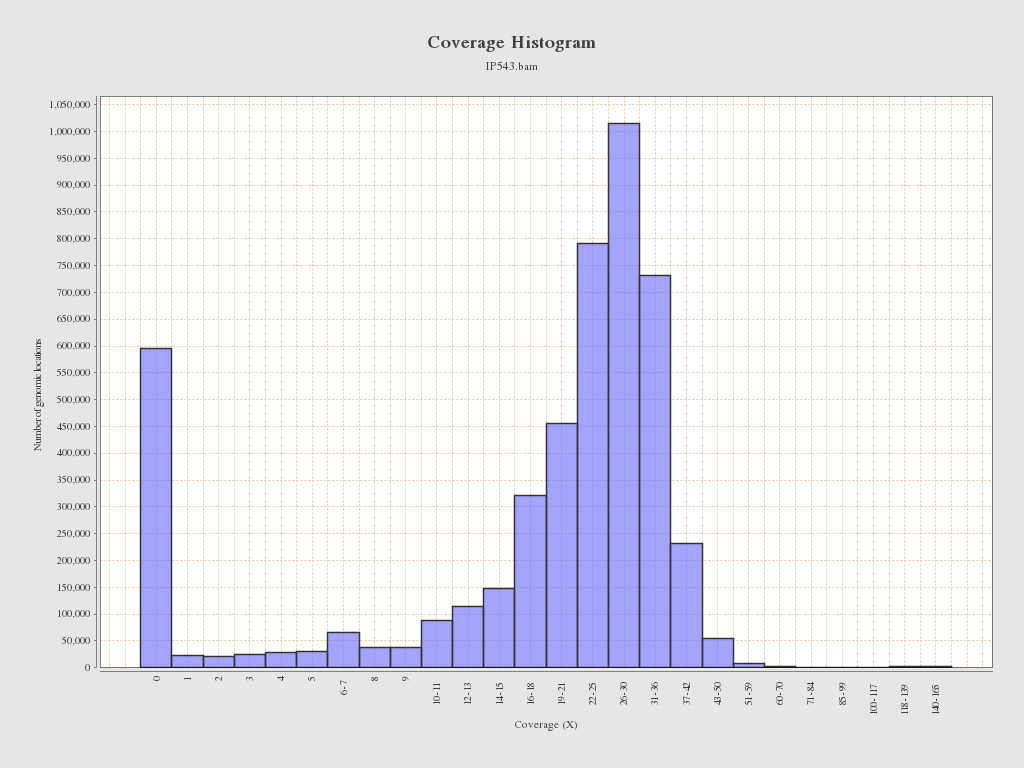 Coverage Histogram
IP543.bam
1,050,000
1,000,000
950,000
900,000
850,000
800,000
750,000
700,000
650,000
600,000
550,000
500,000
450,000
400,000
350,000
300,000
250,000
200,000
150,000
100,000
50,000
0
Number of genomic locations
0
1
2
3
4
5
6 - 7
8
9
10 - 11
12 - 13
14 - 15
16 - 18
19 - 21
22 - 25
26 - 30
31 - 36
37 - 42
43 - 50
51 - 59
60 - 70
71 - 84
85 - 99
100 - 117
118 - 139
140 - 165
Coverage (X)